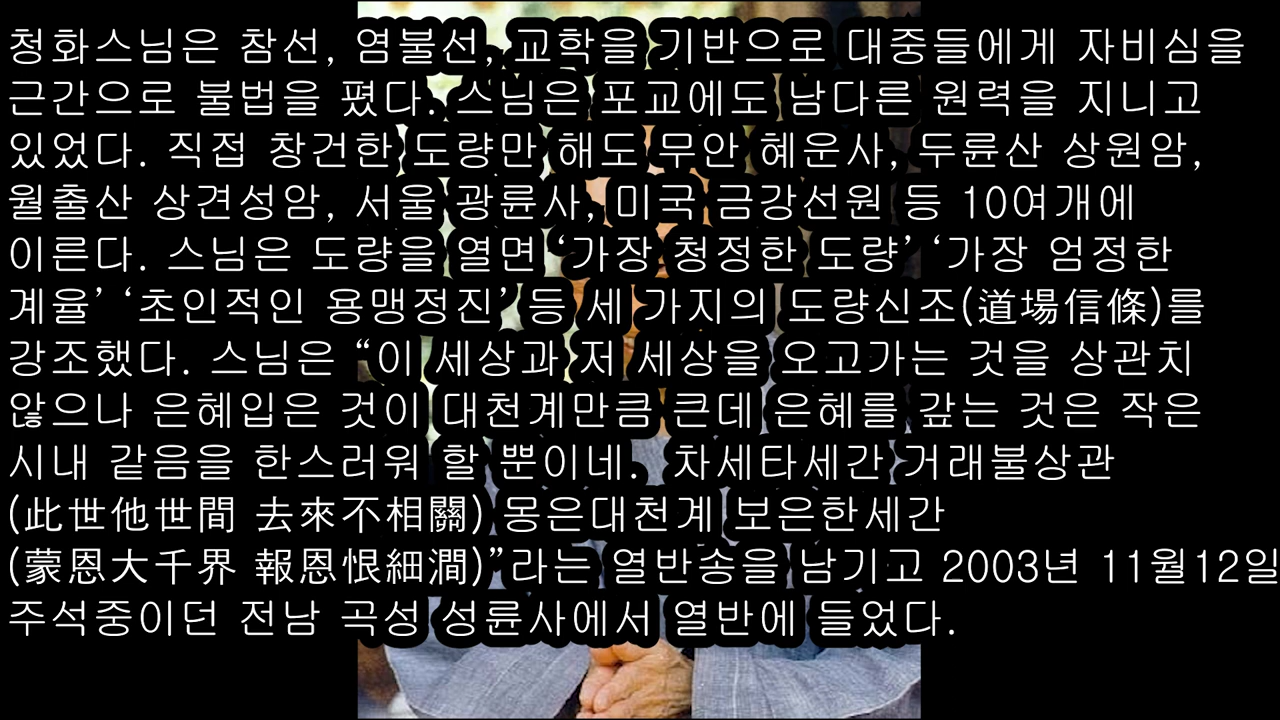 청화스님은 참선, 염불선, 교학을 기반으로 대중들에게 자비심을
근간으로 불법을 폈다. 스님은 포교에도 남다른 원력을 지니고
있었다. 직접 창건한 도량만 해도 무안 혜운사, 두륜산 상원암,
월출산 상견성암, 서울 광륜사, 미국 금강선원 등 10여개에
이른다. 스님은 도량을 열면 ‘가장 청정한 도량’ ‘가장 엄정한
계율’ ‘초인적인 용맹정진’ 등 세 가지의 도량신조(道場信條)를
강조했다. 스님은 “이 세상과 저 세상을 오고가는 것을 상관치
않으나 은혜입은 것이 대천계만큼 큰데 은혜를 갚는 것은 작은
시내 같음을 한스러워 할 뿐이네. 차세타세간 거래불상관
(此世他世間 去來不相關) 몽은대천계 보은한세간
(蒙恩大千界 報恩恨細澗)”라는 열반송을 남기고 2003년 11월12일
주석중이던 전남 곡성 성륜사에서 열반에 들었다.